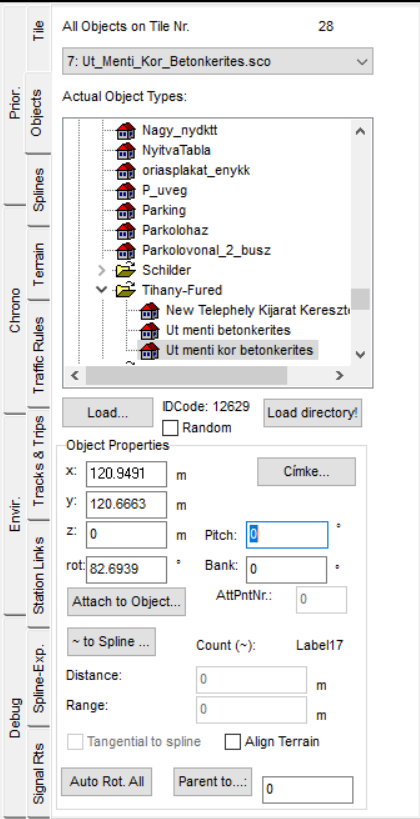 All Objects on Tile Nr. 28
7: Ut_Menti_Kor_Betonkerites.sco
Actual Object Types:
Nagy_nydktt
NyitvaTabla
oriasplakat_enykk
P_uveg
Parking
Parkolohaz
Parkolovonal_2_busz
Schilder
Tihany-Fured
New Telephely Kijarat Kereszt
Ut menti betonkerites
Ut menti kor betonkerites
Load... IDCode: 12629 Load directory!
Random
Object Properties
x: 120.9491 m Címke...
y: 120.6663 m
z: 0 m Pitch: 0 °
rot: 82.6939 ° Bank: 0 °
Attach to Object... AttPntNr.: 0
~ to Spline ... Count (~): Label17
Distance: 0 m
Range: 0 m
Tangential to spline Align Terrain
Auto Rot. All Parent to...: 0
Prior.
Chrono
Envir.
Debug
Tile
Objects
Splines
Terrain
Traffic Rules
Tracks & Trips
Station Links
Spline-Exp.
Signal Rts